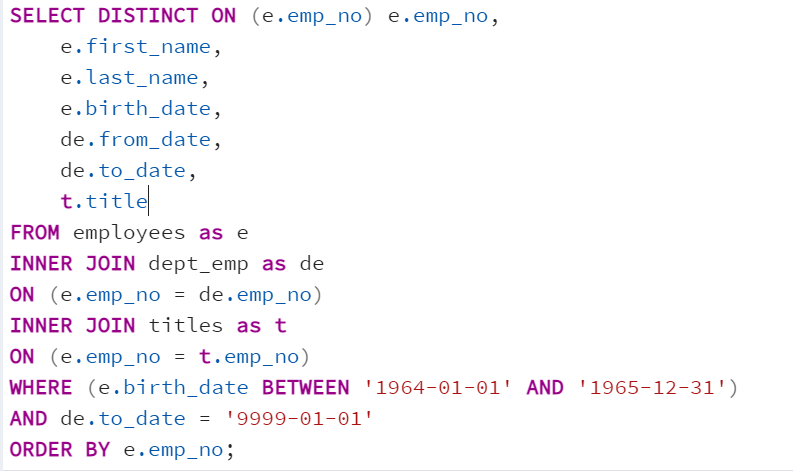 SELECT DISTINCT ON (e.emp_no) e.emp_no,
    e.first_name,
    e.last_name,
    e.birth_date,
    de.from_date,
    de.to_date,
    t.title
FROM employees as e
INNER JOIN dept_emp as de
ON (e.emp_no = de.emp_no)
INNER JOIN titles as t
ON (e.emp_no = t.emp_no)
WHERE (e.birth_date BETWEEN '1964-01-01' AND '1965-12-31')
AND de.to_date = '9999-01-01'
ORDER BY e.emp_no;